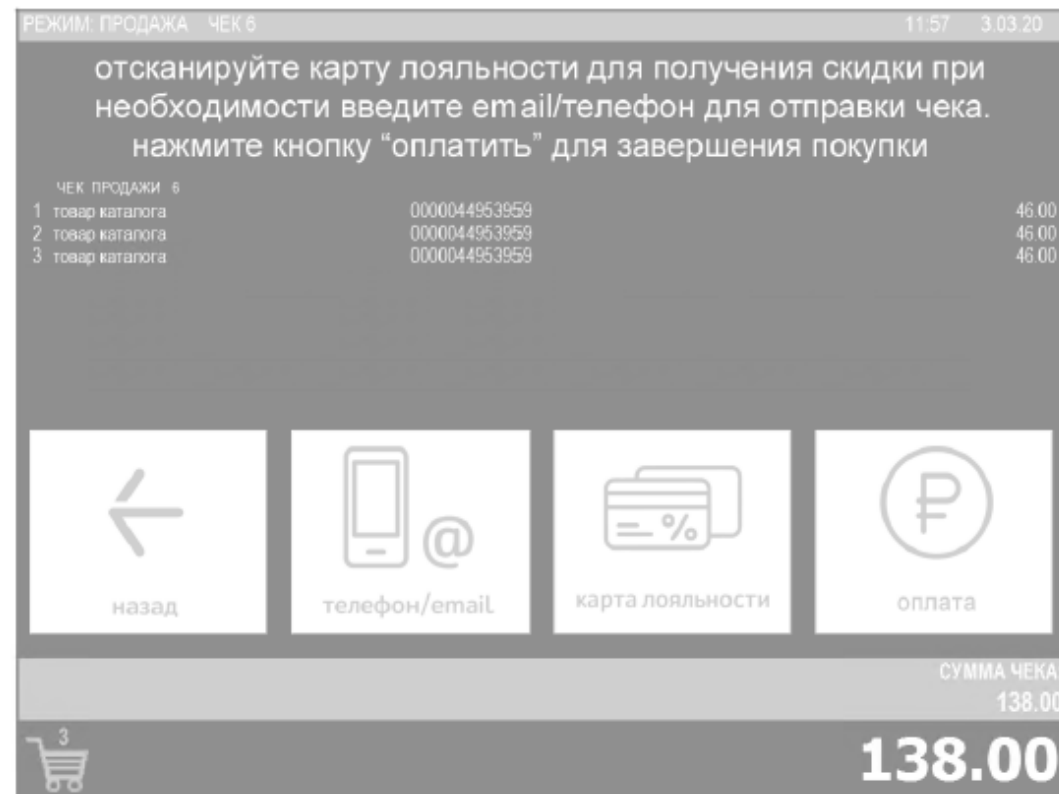 РЕЖИМ: ПРОДАЖА ЧЕК 6 11:57 3.03.20
отсканируйте карту лояльности для получения скидки при
необходимости введите email/телефон для отправки чека.
нажмите кнопку “оплатить” для завершения покупки
ЧЕК ПРОДАЖИ 6
1 товар каталога 0000044953959 46.00
2 товар каталога 0000044953959 46.00
3 товар каталога 0000044953959 46.00
@
%
назад телефон/email карта лояльности оплата
СУММА ЧЕКА
138.00
3
138.00